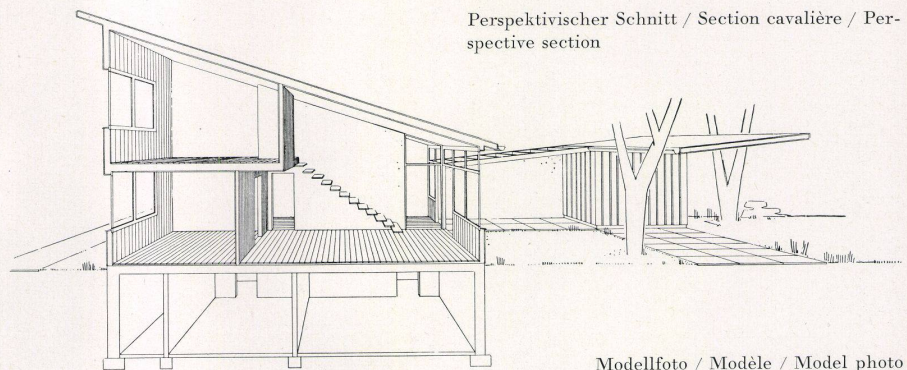 Perspektivischer Schnitt / Section cavalière / Per-
spective section
Modellfoto / Modèle / Model photo